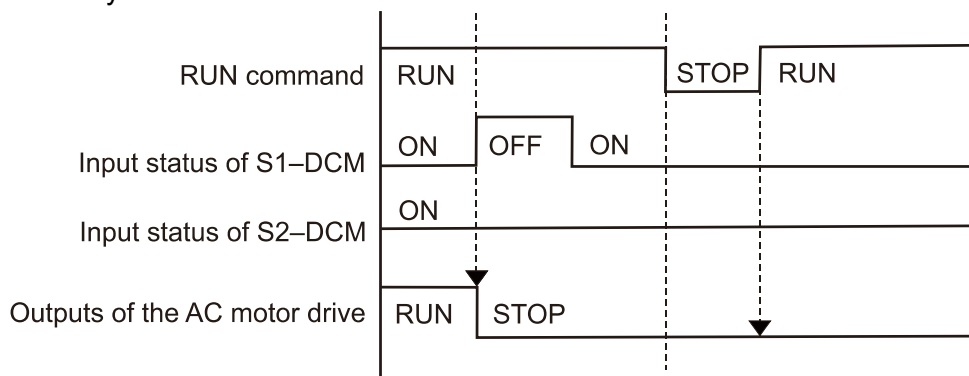 RUN command
RUN
STOP
RUN
Input status of S1–DCM
ON
OFF
ON
Input status of S2–DCM
ON
Outputs of the AC motor drive
RUN
STOP